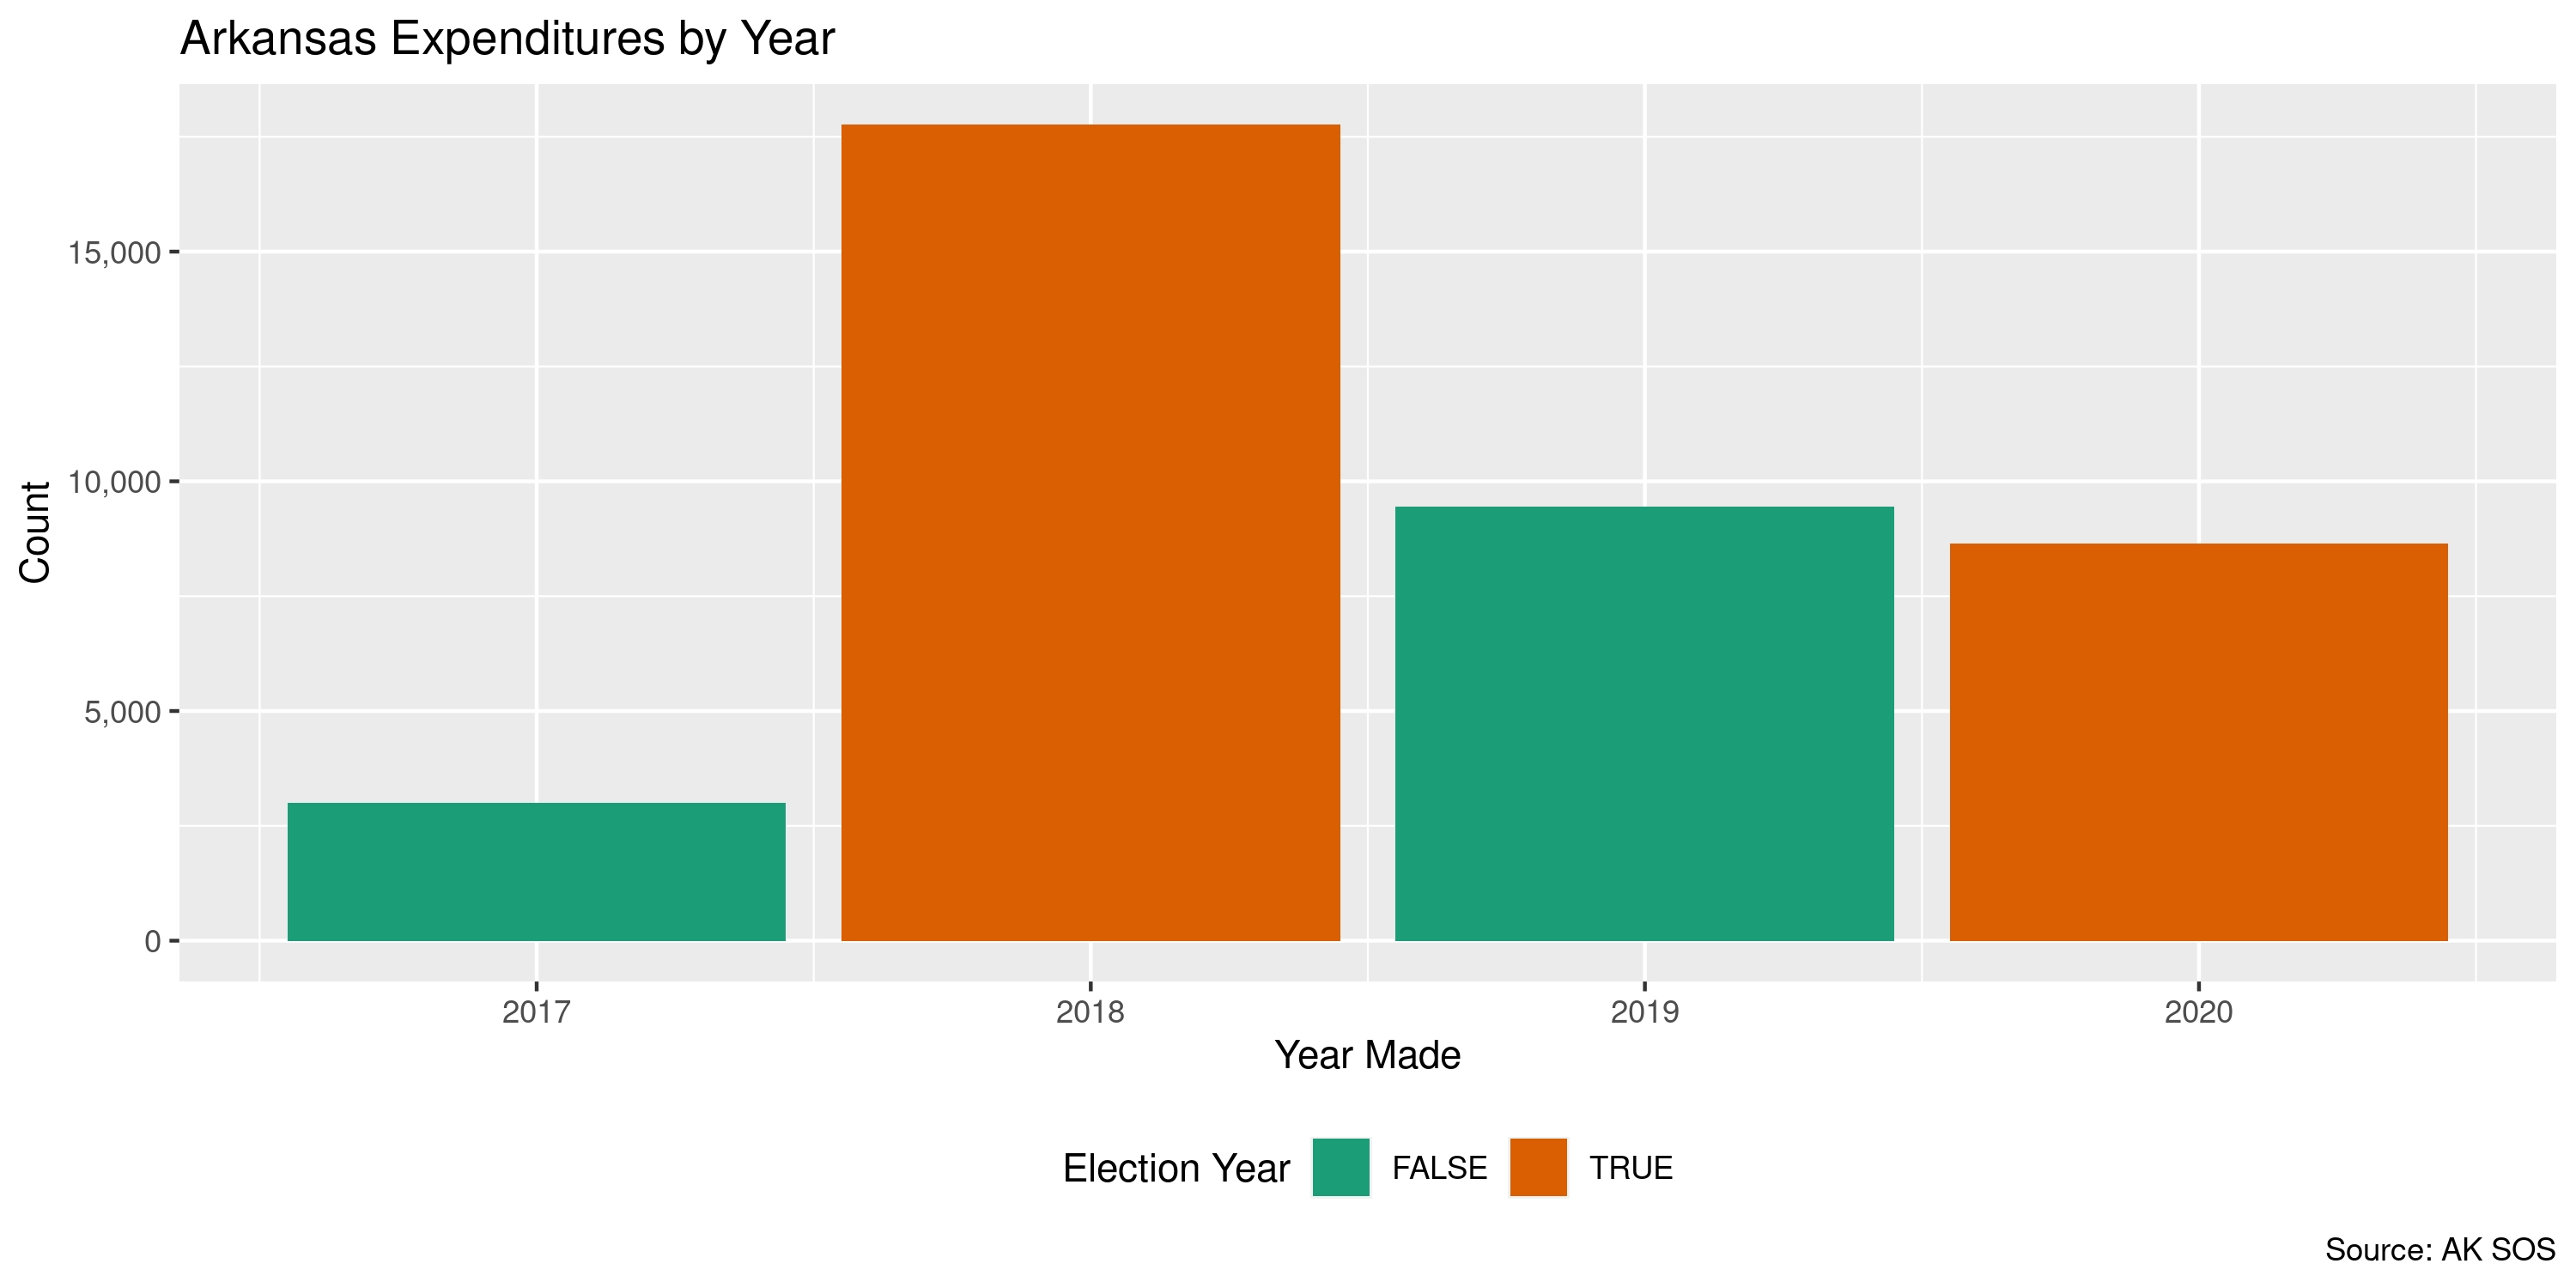 Arkansas Expenditures by Year
Count
15,000
10,000
5,000
0
2017 2018 2019 2020
Year Made
Election Year FALSE TRUE
Source: AK SOS